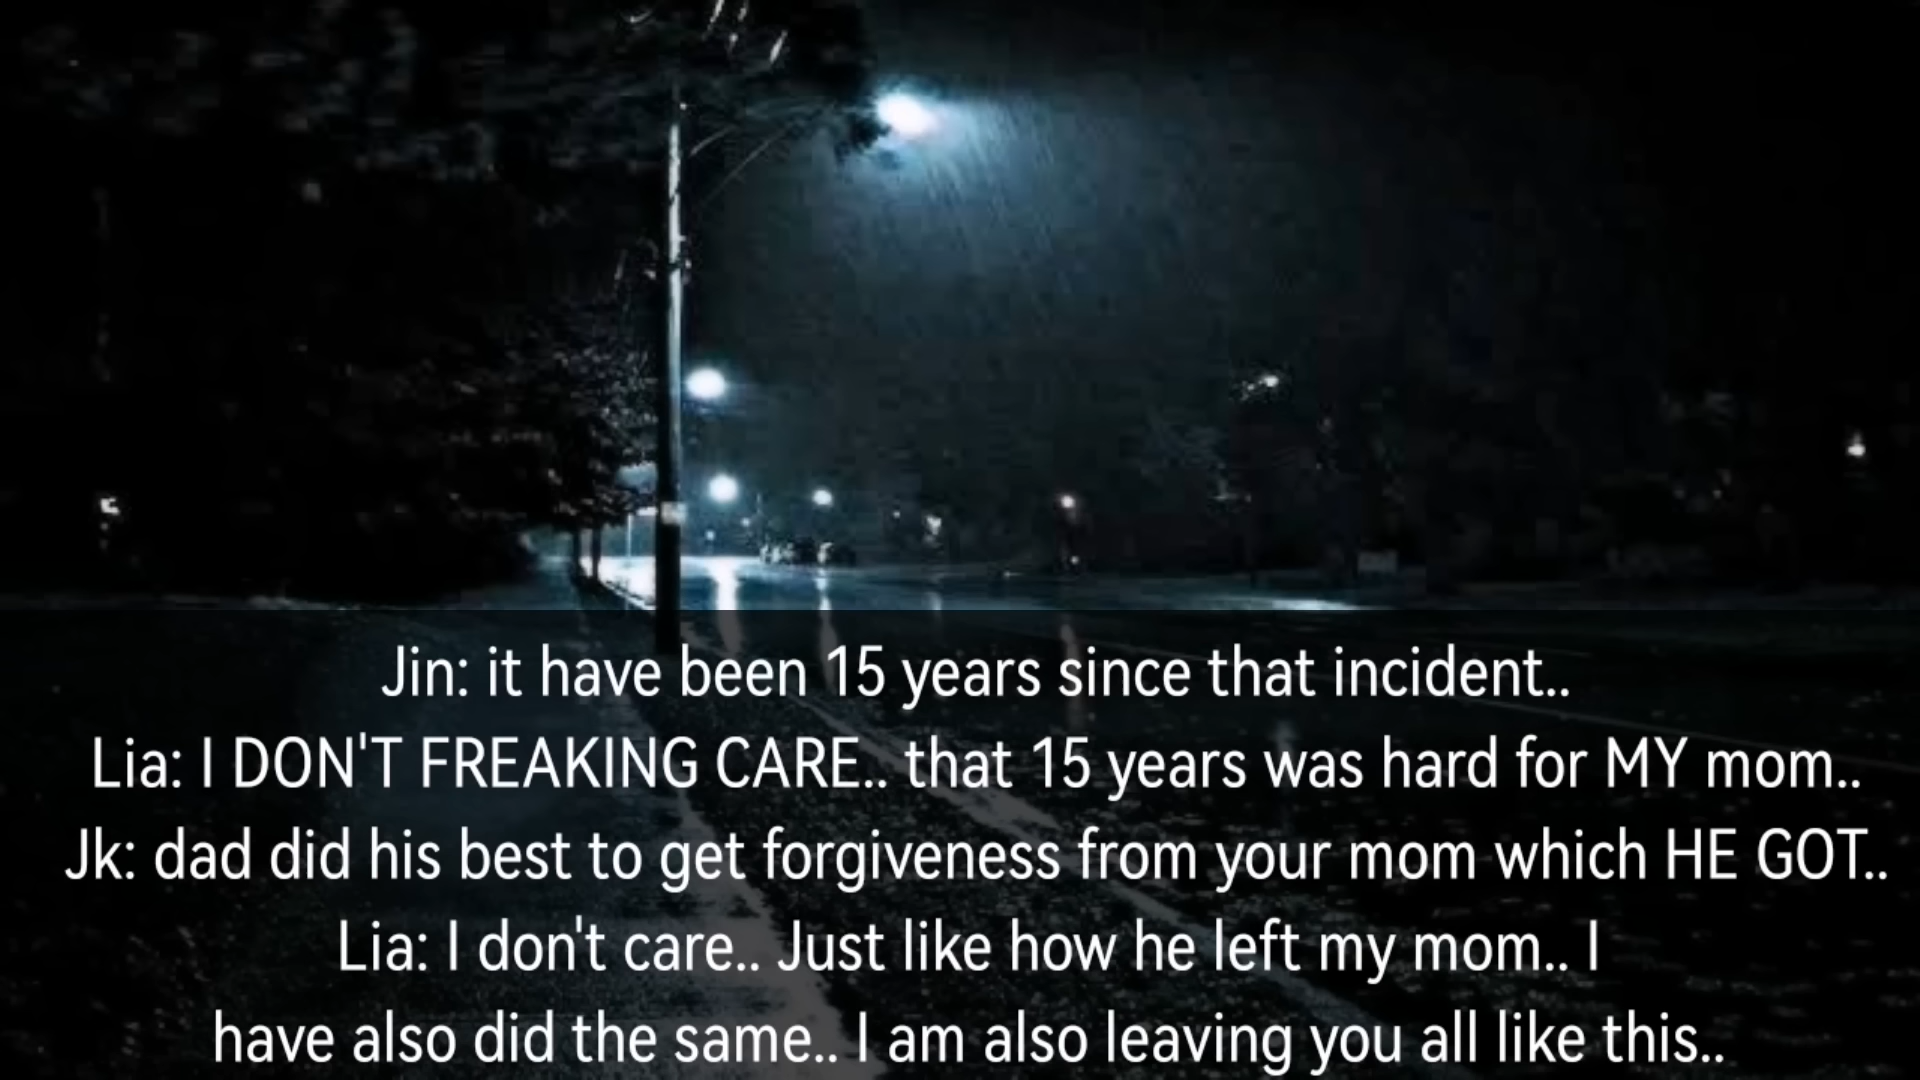 Jin: it have been 15 years since that incident..
Lia: I DON'T FREAKING CARE.. that 15 years was hard for MY mom..
Jk: dad did his best to get forgiveness from your mom which HE GOT..
Lia: I don't care.. Just like how he left my mom.. I
have also did the same.. I am also leaving you all like this..